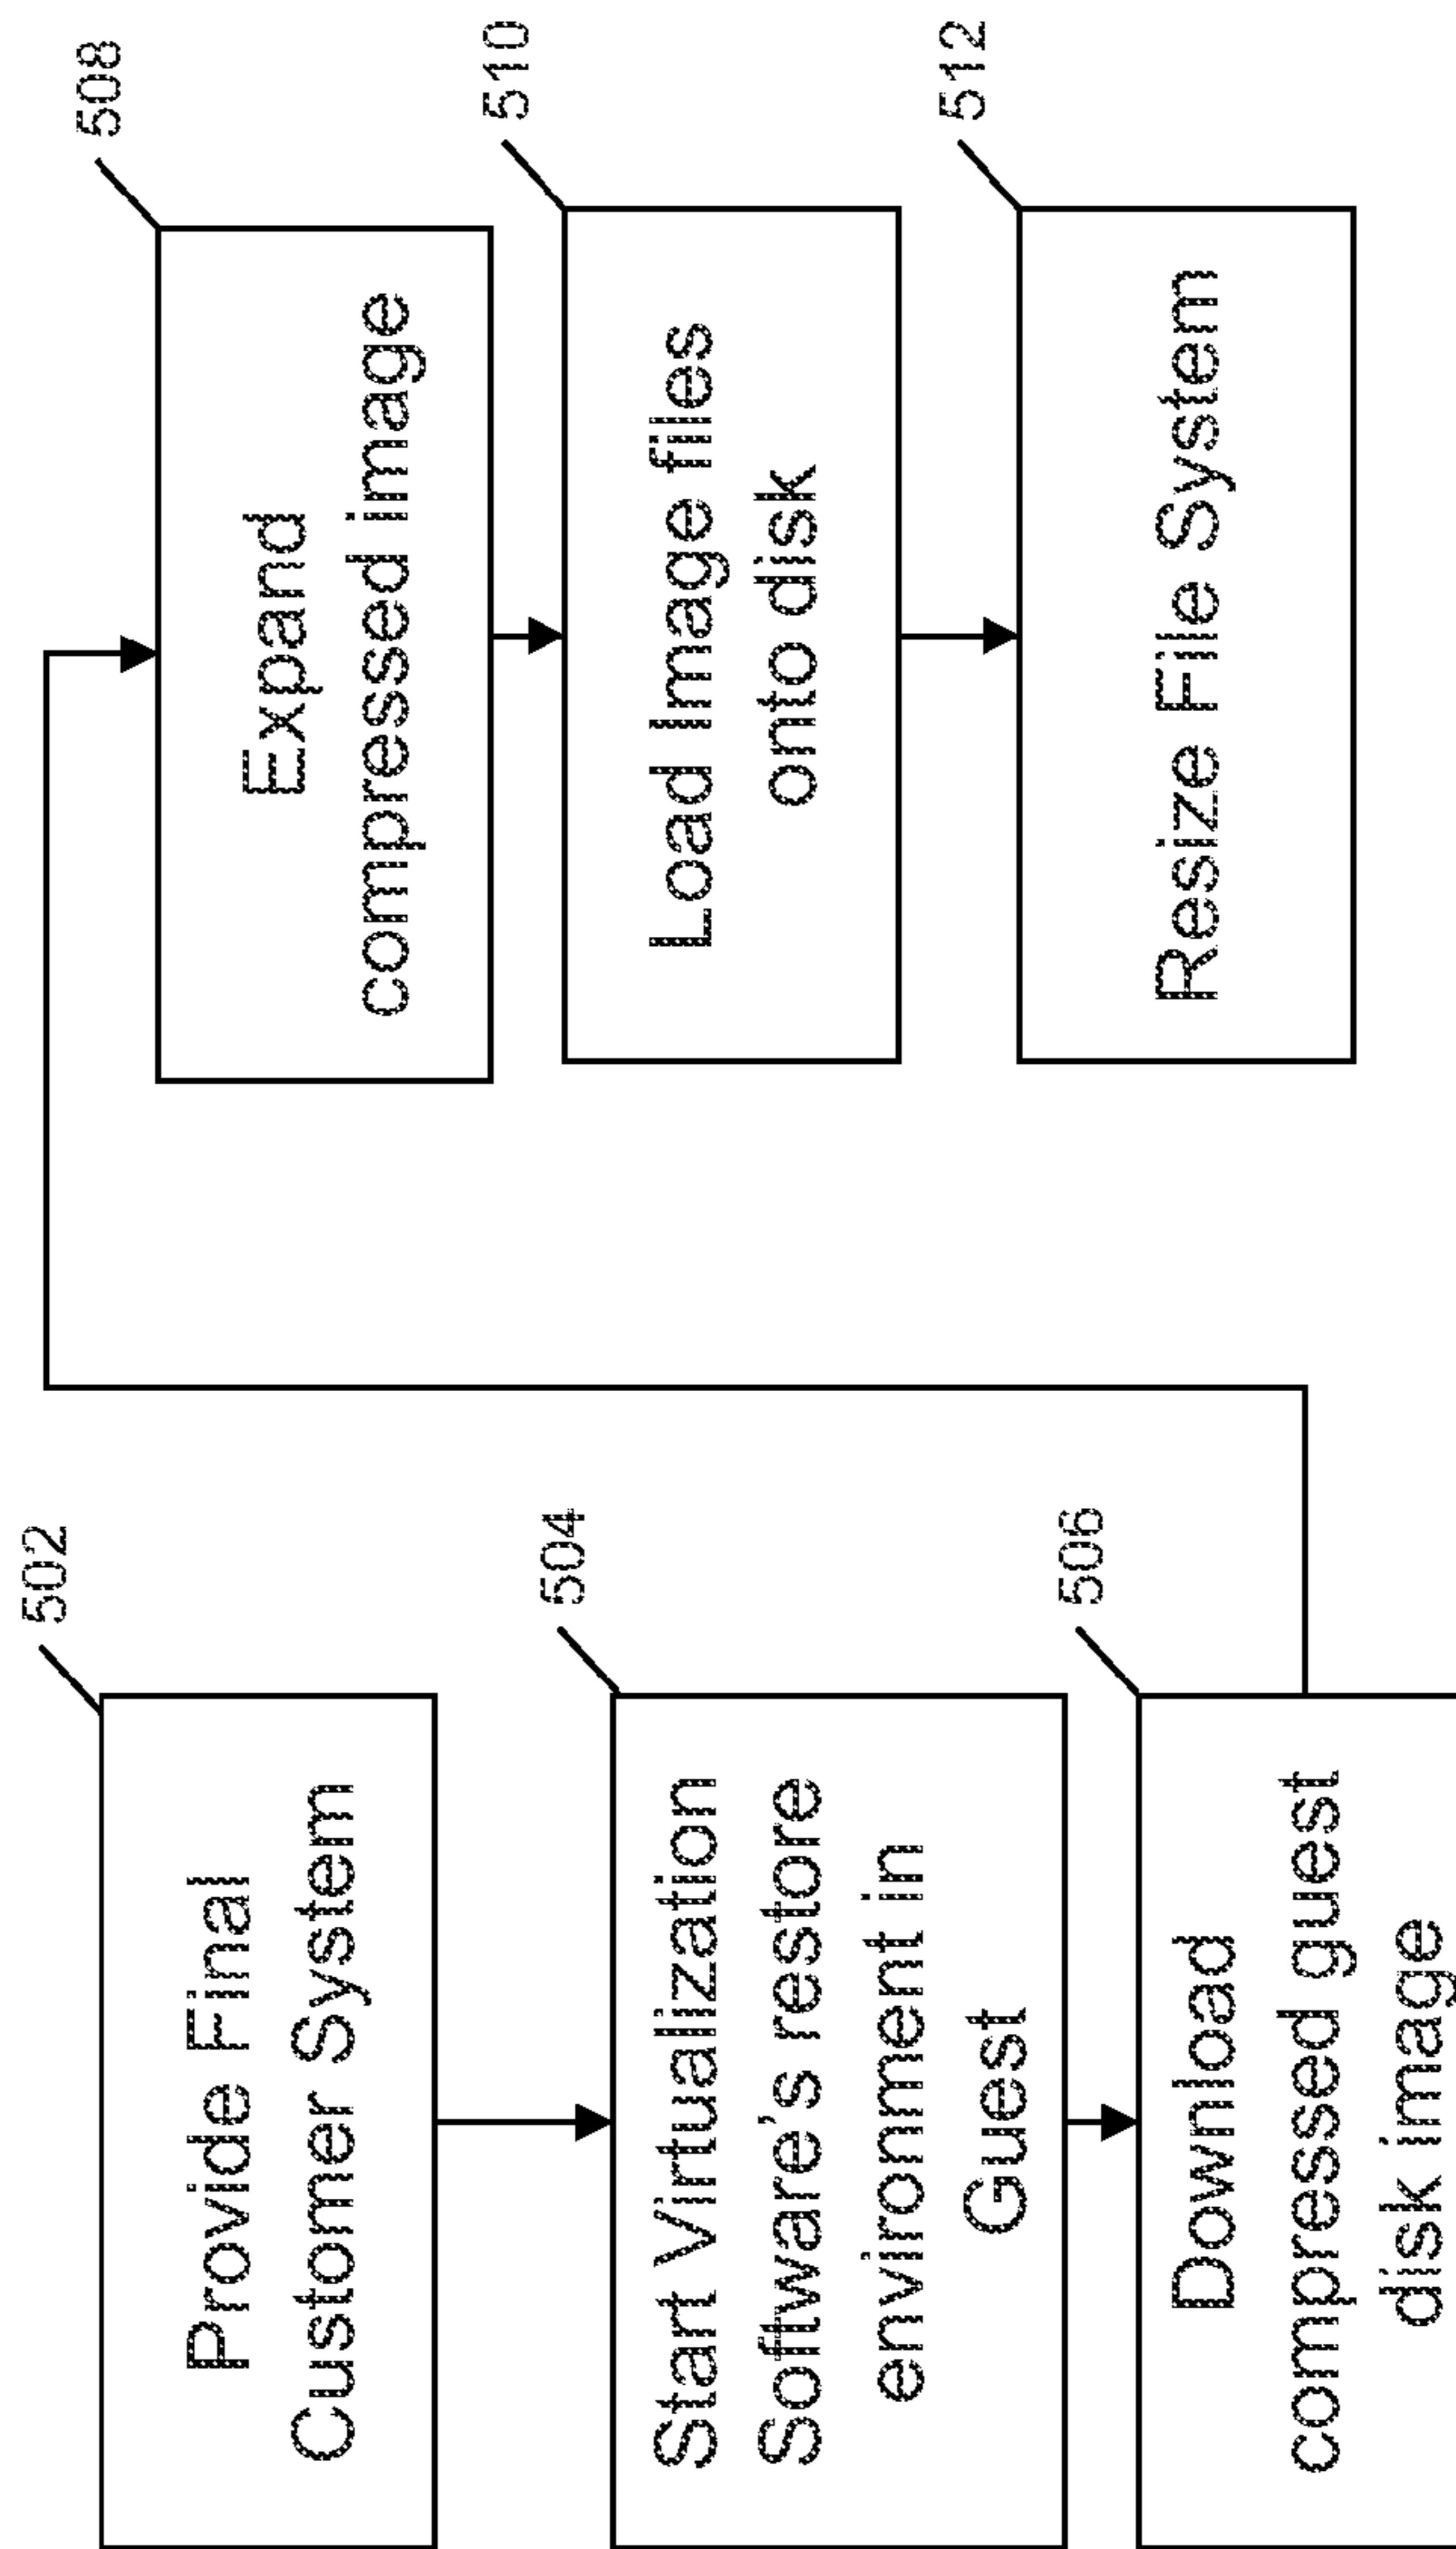 502
Provide Final
Customer System
504
Start Virtualization
Software's restore
environment in
Guest
506
Download
compressed guest
disk image
508
Expand
compressed image
510
Load Image files
onto disk
512
Resize File System